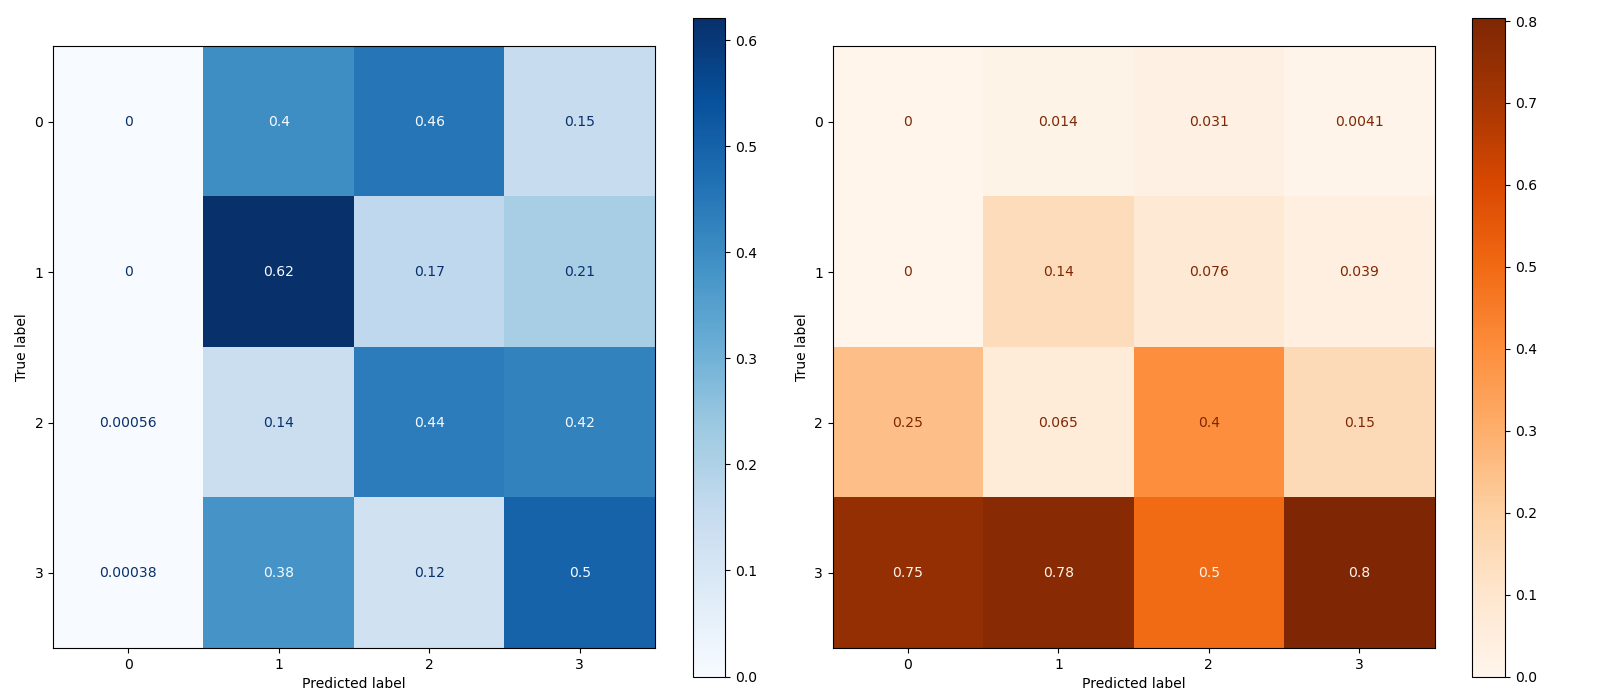 0 0 0.4 0.46 0.15
1 0 0.62 0.17 0.21
2 0.00056 0.14 0.44 0.42
3 0.00038 0.38 0.12 0.5
0 1 2 3
True label
Predicted label
0.6
0.5
0.4
0.3
0.2
0.1
0.0
0 0 0.014 0.031 0.0041
1 0 0.14 0.076 0.039
2 0.25 0.065 0.4 0.15
3 0.75 0.78 0.5 0.8
0 1 2 3
True label
Predicted label
0.8
0.7
0.6
0.5
0.4
0.3
0.2
0.1
0.0